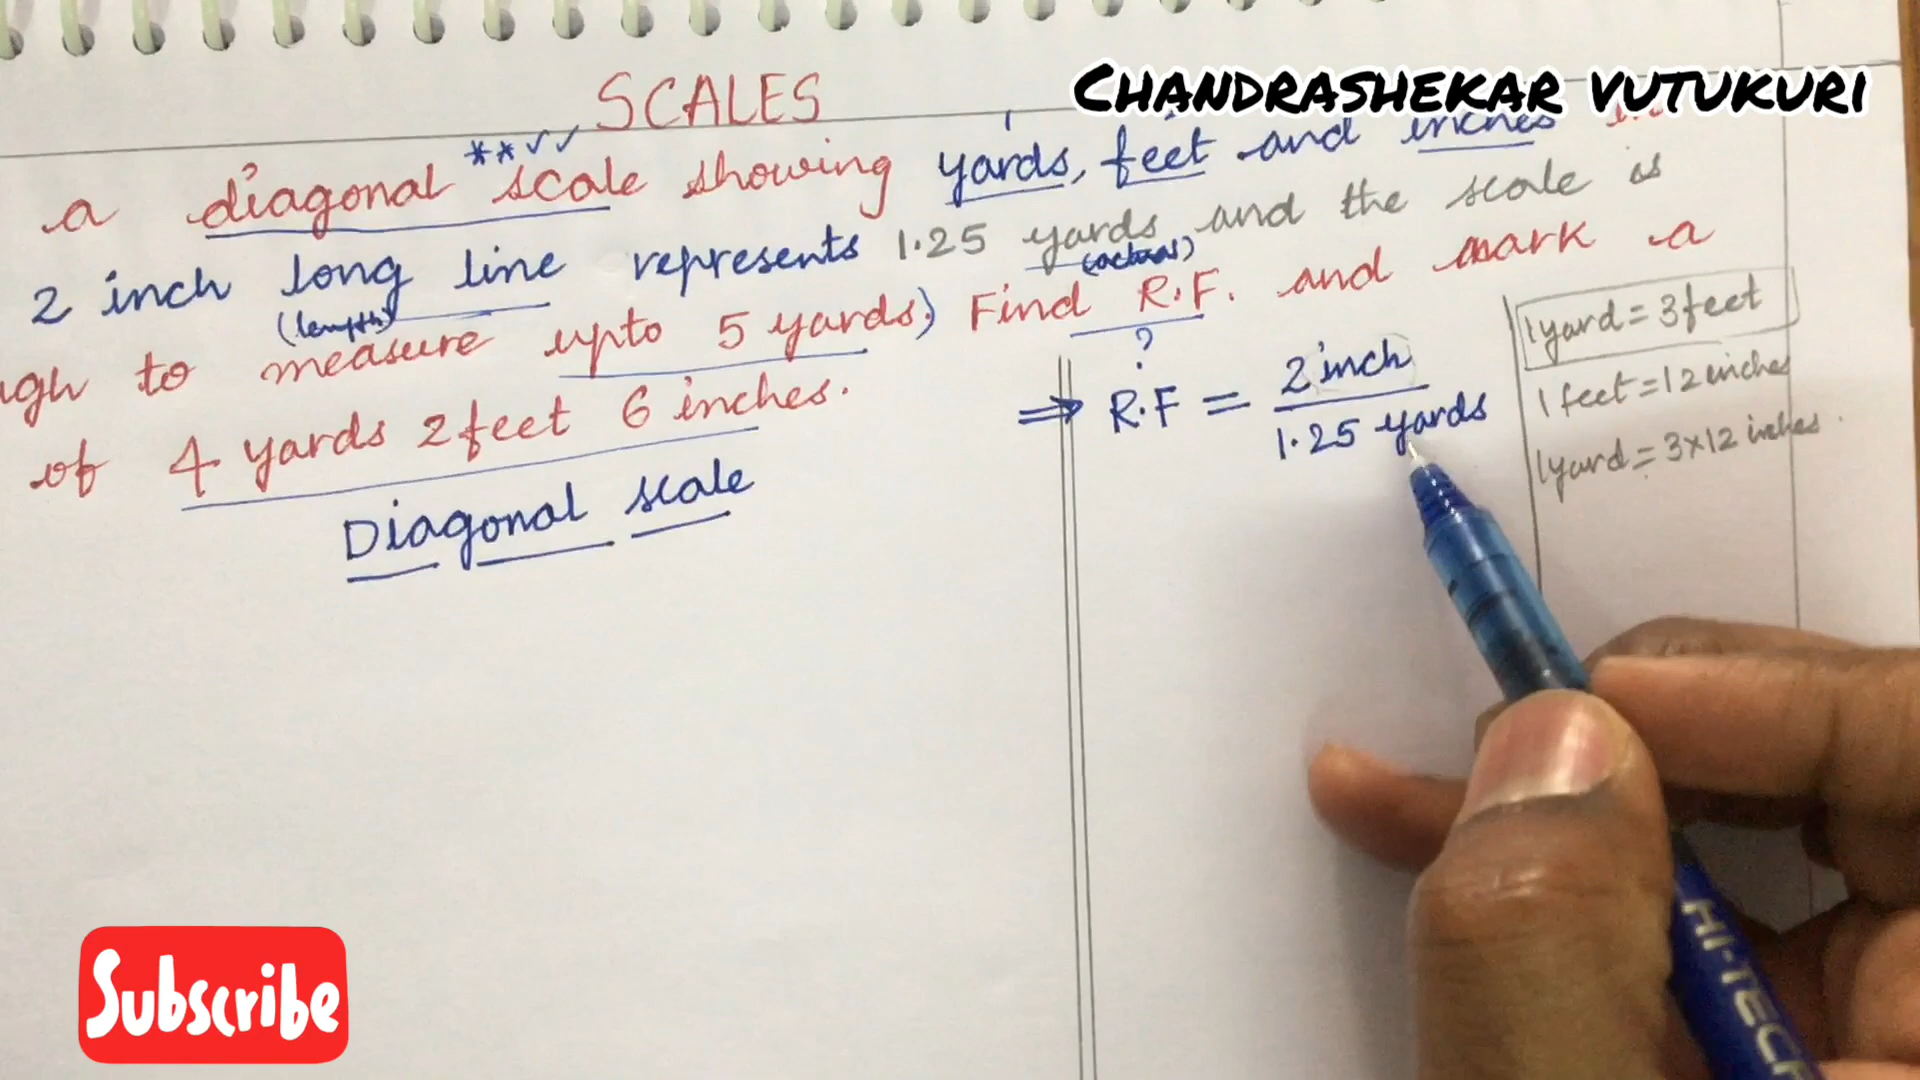 SCALES
CHANDRASHEKAR VUTUKURI
**✓✓
a diagonal scale showing yards, feet and inches in
2 inch long line represents 1.25 yards and the scale is
(length)
(actual)
ugh to measure upto 5 yards.) Find R.F. and mark a
?
of 4 yards 2 feet 6 inches.
Diagonal scale
⇒ R.F = 2 inch
1.25 yards
1 yard = 3 feet
1 feet = 12 inches
1 yard = 3×12 inches.
Subscribe
HI-TECP